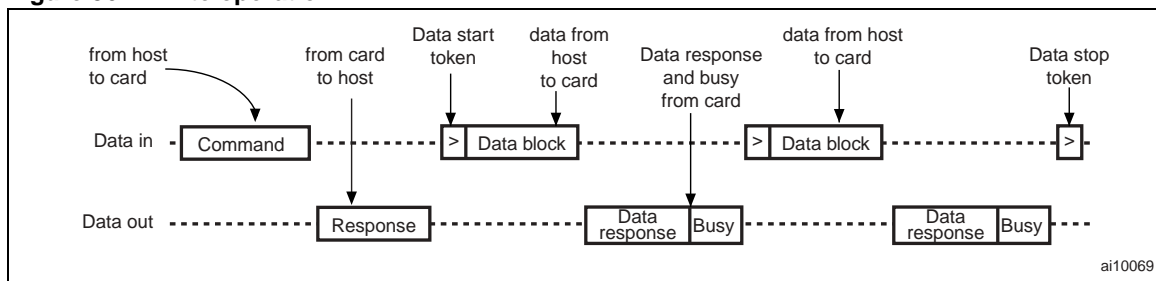 from host
to card
from card
to host
Data start
token
data from
host
to card
Data response
and busy
from card
data from host
to card
Data stop
token
Data in
Command
>
Data block
>
Data block
>
Data out
Response
Data
response
Busy
Data
response
Busy
ai10069